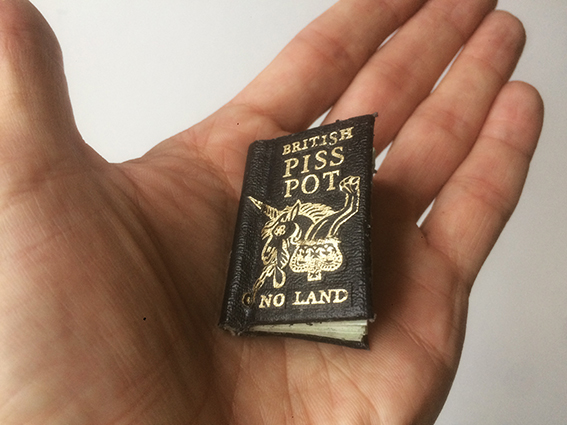 BRITISH
PISS
POT
NO LAND